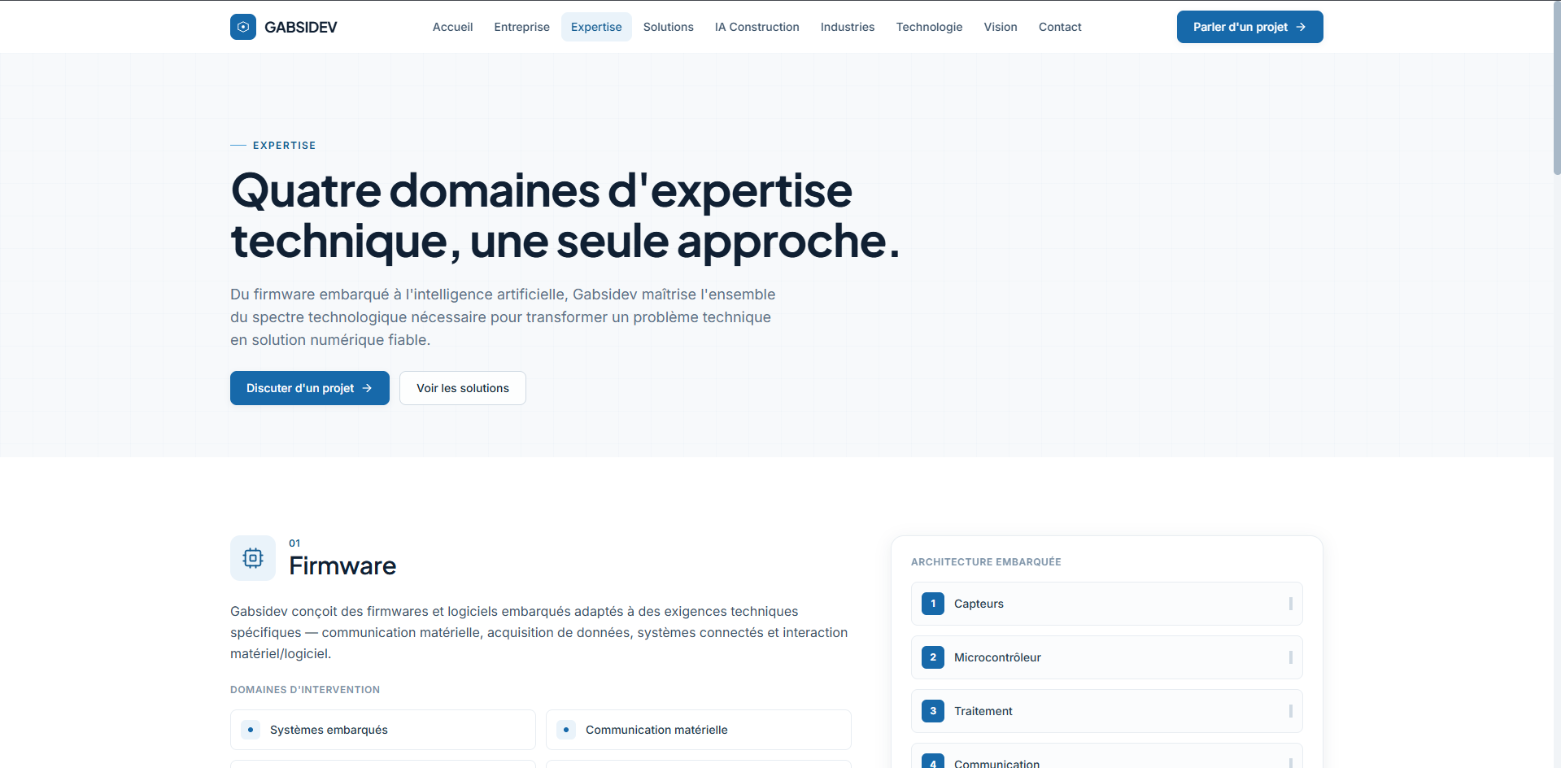 GABSIDEV
Accueil
Entreprise
Expertise
Solutions
IA Construction
Industries
Technologie
Vision
Contact
Parler d'un projet →
EXPERTISE
Quatre domaines d'expertise
technique, une seule approche.
Du firmware embarqué à l'intelligence artificielle, Gabsidev maîtrise l'ensemble
du spectre technologique nécessaire pour transformer un problème technique
en solution numérique fiable.
Discuter d'un projet →
Voir les solutions
01
Firmware
Gabsidev conçoit des firmwares et logiciels embarqués adaptés à des exigences techniques
spécifiques — communication matérielle, acquisition de données, systèmes connectés et interaction
matériel/logiciel.
DOMAINES D'INTERVENTION
Systèmes embarqués
Communication matérielle
ARCHITECTURE EMBARQUÉE
1 Capteurs
2 Microcontrôleur
3 Traitement
4 Communication